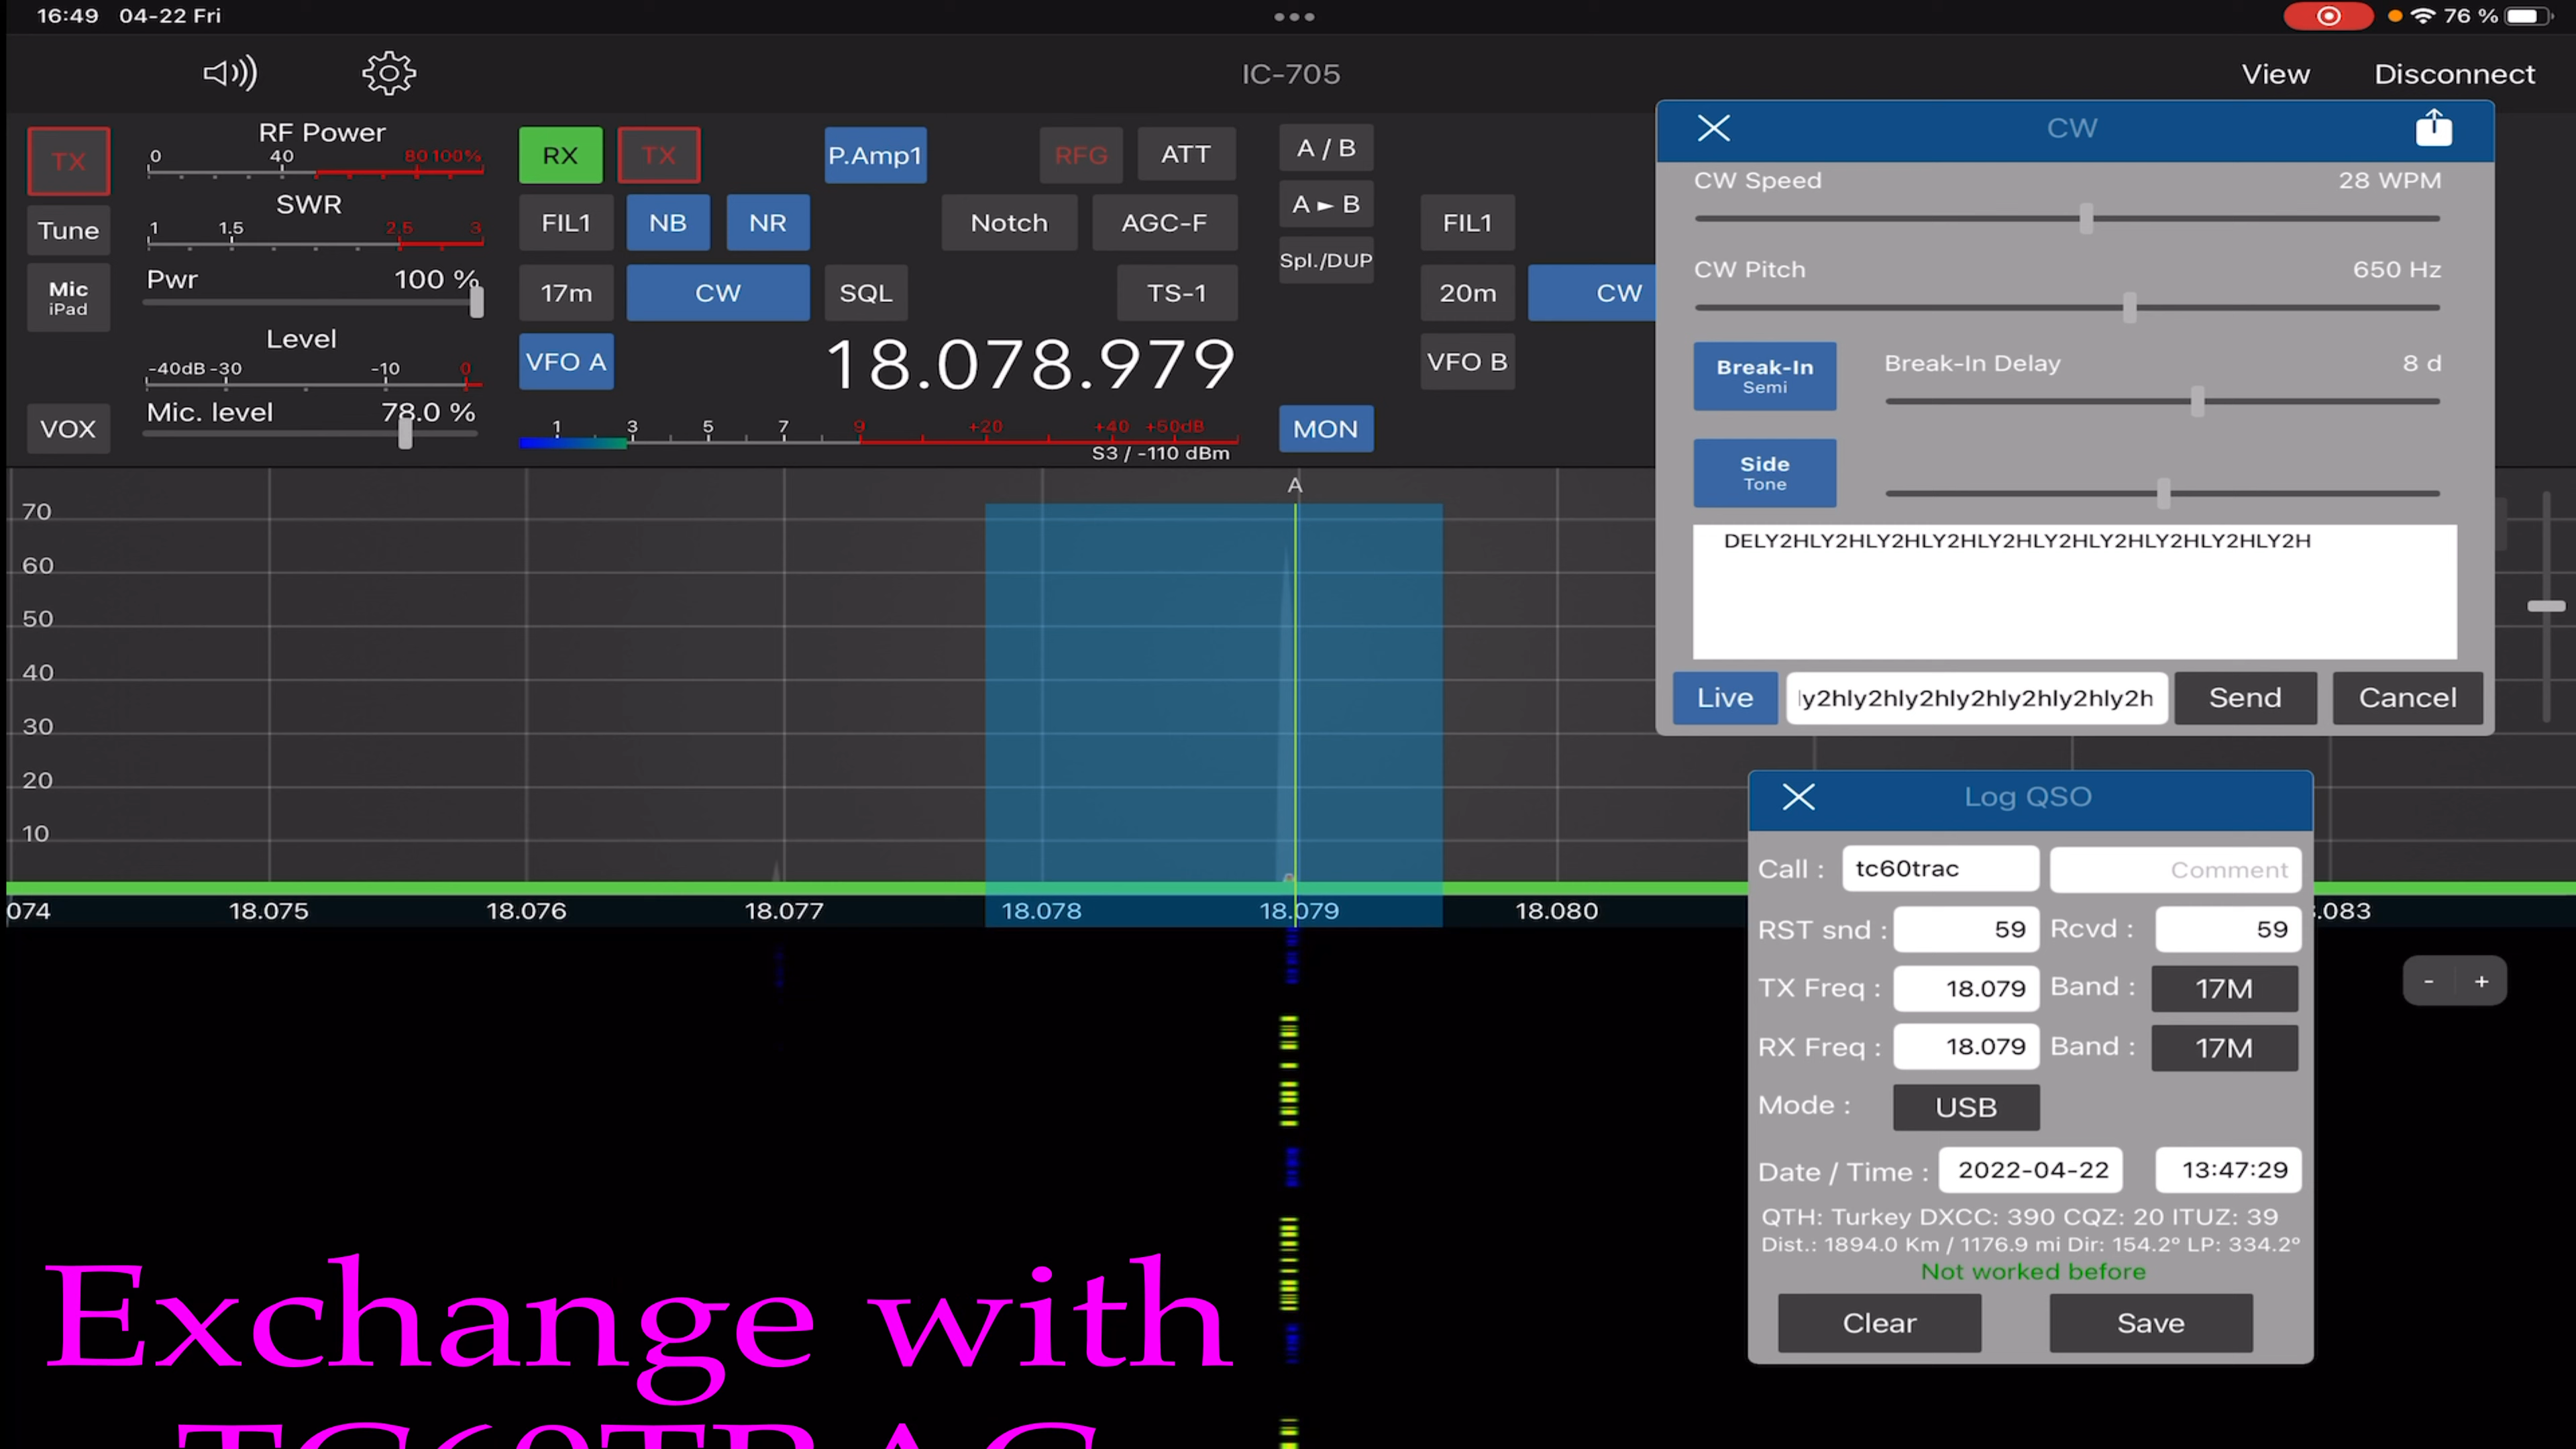 16:49 04-22 Fri
76 %
IC-705
View Disconnect
TX
RF Power
0 40 80 100%
SWR
1 1.5 2.5 3
Tune
Mic
iPad
Pwr 100 %
Level
-40dB -30 -10 0
Mic. level 78.0 %
VOX
RX TX P.Amp1 RFG ATT
FIL1 NB NR Notch AGC-F
17m CW SQL TS-1
VFO A 18.078.979
1 3 5 7 9 +20 +40 +50dB
S3 / -110 dBm
A / B
A ► B
Spl./DUP
MON
FIL1
20m CW
VFO B
CW
CW Speed 28 WPM
CW Pitch 650 Hz
Break-In
Semi
Break-In Delay 8 d
Side
Tone
DELY2HLY2HLY2HLY2HLY2HLY2HLY2HLY2HLY2HLY2H
Live ly2hly2hly2hly2hly2hly2hly2h Send Cancel
A
70
60
50
40
30
20
10
074 18.075 18.076 18.077 18.078 18.079 18.080 .083
Log QSO
Call : tc60trac Comment
RST snd : 59 Rcvd : 59
TX Freq : 18.079 Band : 17M
RX Freq : 18.079 Band : 17M
Mode : USB
Date / Time : 2022-04-22 13:47:29
QTH: Turkey DXCC: 390 CQZ: 20 ITUZ: 39
Dist.: 1894.0 Km / 1176.9 mi Dir: 154.2° LP: 334.2°
Not worked before
Clear Save
- +
Exchange with
TC60TRAC